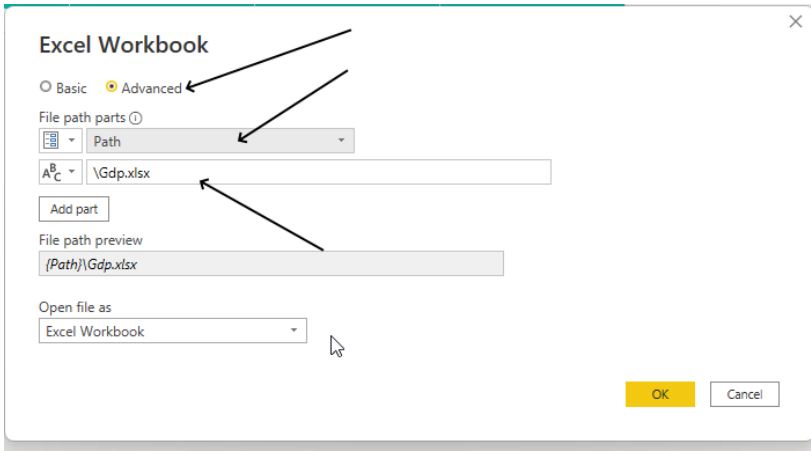 Excel Workbook
Basic Advanced
File path parts
Path
ABC \Gdp.xlsx
Add part
File path preview
{Path}\Gdp.xlsx
Open file as
Excel Workbook
OK Cancel